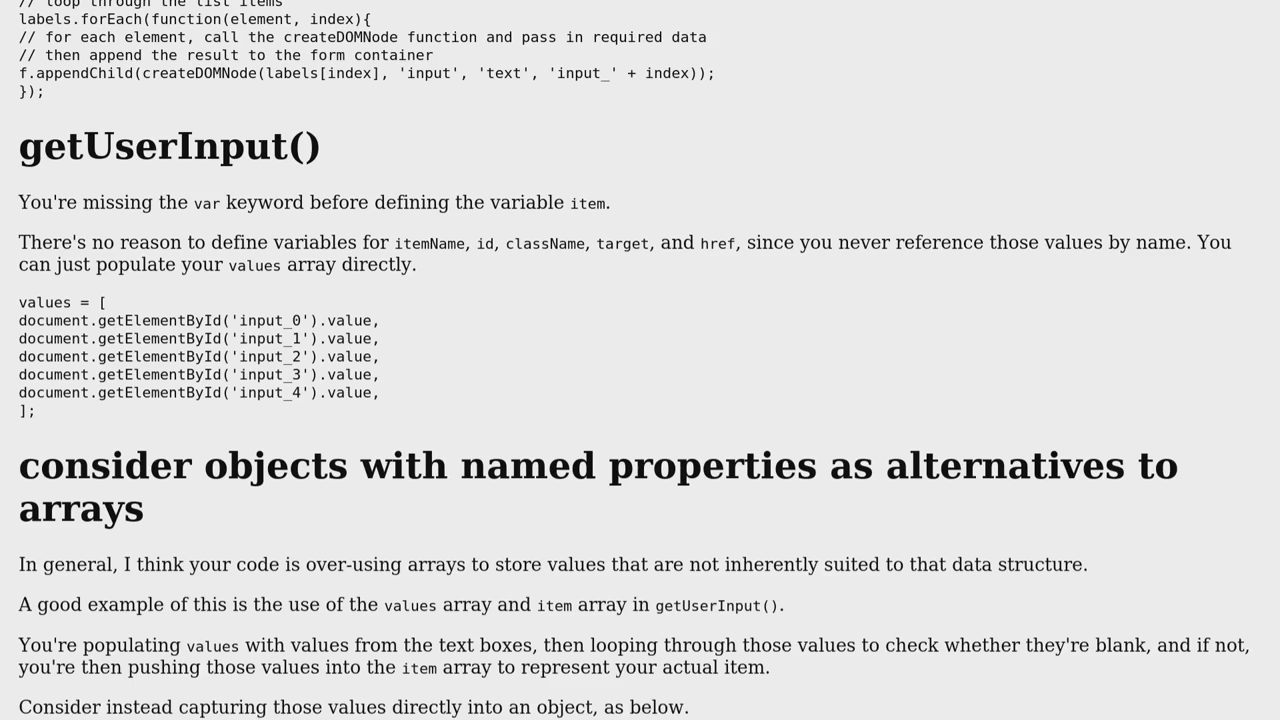 // loop through the list items
labels.forEach(function(element, index){
// for each element, call the createDOMNode function and pass in required data
// then append the result to the form container
f.appendChild(createDOMNode(labels[index], 'input', 'text', 'input_' + index));
});
getUserInput()
You're missing the var keyword before defining the variable item.
There's no reason to define variables for itemName, id, className, target, and href, since you never reference those values by name. You
can just populate your values array directly.
values = [
document.getElementById('input_0').value,
document.getElementById('input_1').value,
document.getElementById('input_2').value,
document.getElementById('input_3').value,
document.getElementById('input_4').value,
];
consider objects with named properties as alternatives to
arrays
In general, I think your code is over-using arrays to store values that are not inherently suited to that data structure.
A good example of this is the use of the values array and item array in getUserInput().
You're populating values with values from the text boxes, then looping through those values to check whether they're blank, and if not,
you're then pushing those values into the item array to represent your actual item.
Consider instead capturing those values directly into an object, as below.